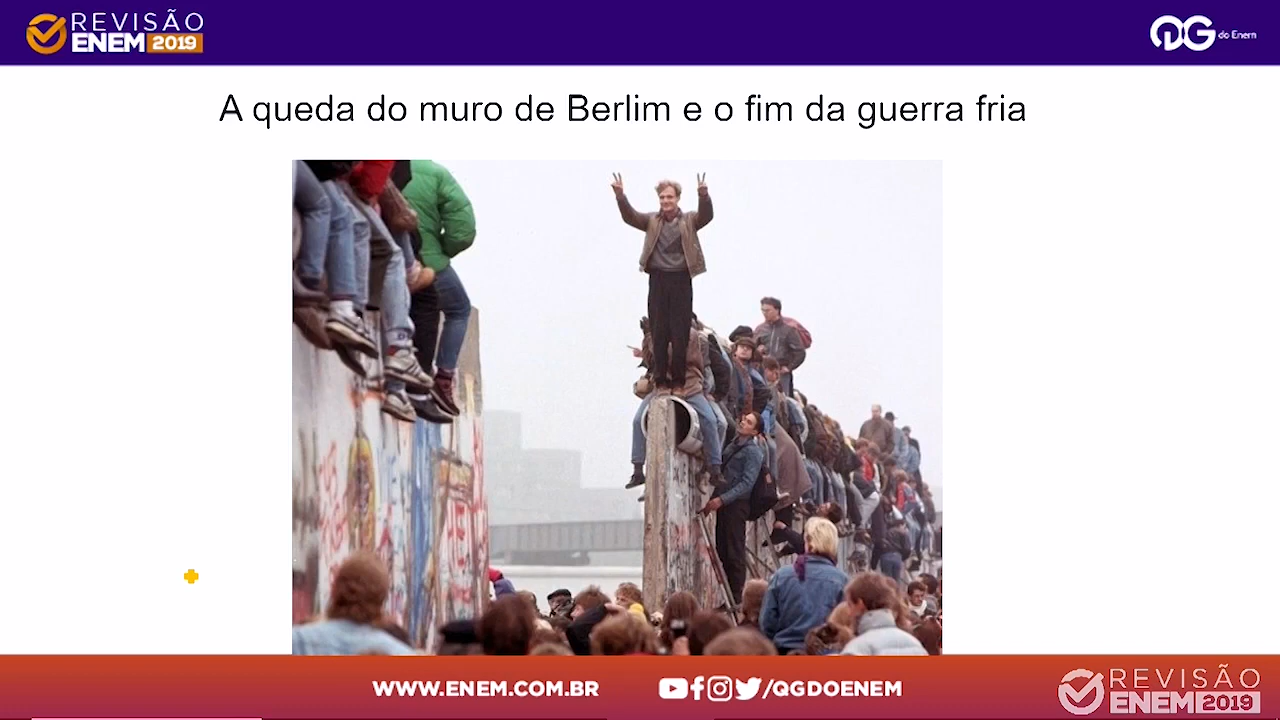 REVISÃO
ENEM 2019
QG do Enem
A queda do muro de Berlim e o fim da guerra fria
WWW.ENEM.COM.BR
/QGDOENEM
REVISÃO
ENEM 2019